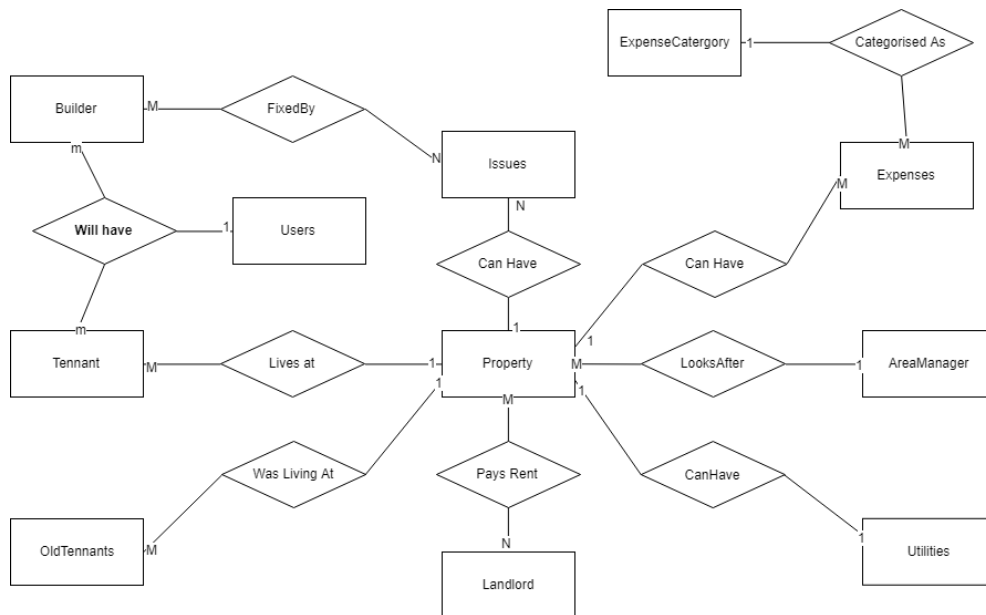 ExpenseCatergory
1
Categorised As
Builder
M
FixedBy
m
N
Issues
M
Expenses
M
N
Will have
1
Users
Can Have
Can Have
m
1
1
Tennant
M
Lives at
1
Property
M
LooksAfter
1
AreaManager
1
1
M
Was Living At
Pays Rent
CanHave
OldTennants
M
N
1
Utilities
Landlord